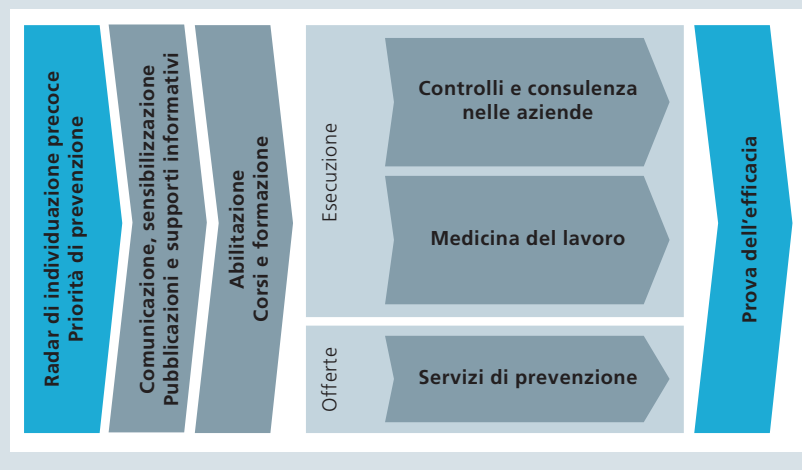 Radar di individuazione precoce
Priorità di prevenzione
Comunicazione, sensibilizzazione
Pubblicazioni e supporti informativi
Abilitazione
Corsi e formazione
Esecuzione
Controlli e consulenza
nelle aziende
Medicina del lavoro
Offerte
Servizi di prevenzione
Prova dell'efficacia